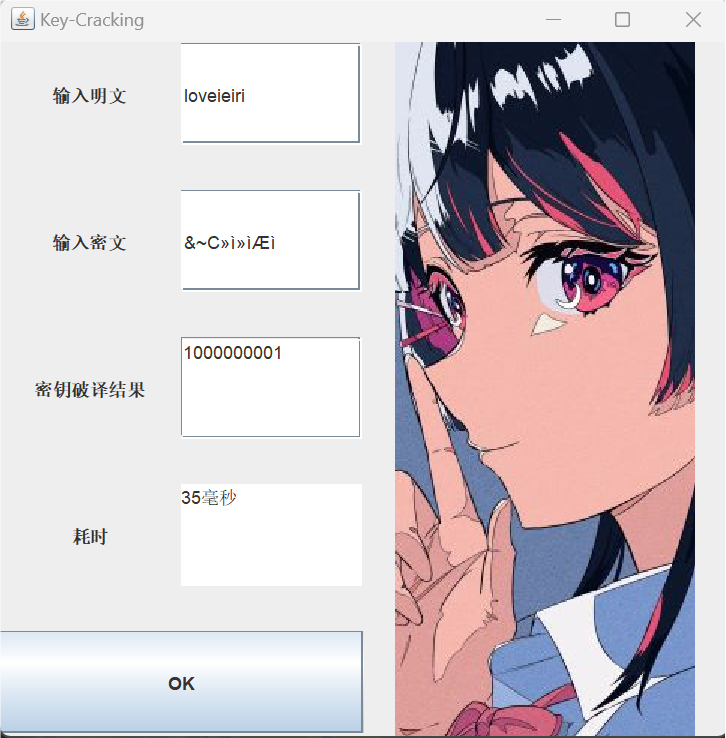 Key-Cracking
输入明文
loveieiri
输入密文
&~C»ì»ìÆì
密钥破译结果
1000000001
耗时
35毫秒
OK